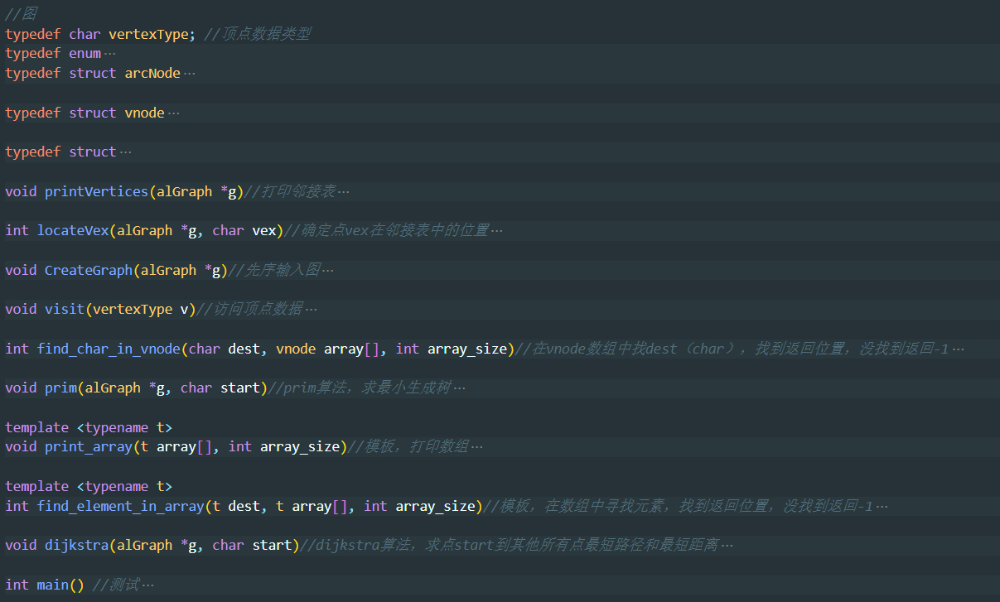 //图
typedef char vertexType; //顶点数据类型
typedef enum…
typedef struct arcNode…
typedef struct vnode…
typedef struct…
void printVertices(alGraph *g)//打印邻接表…
int locateVex(alGraph *g, char vex)//确定点vex在邻接表中的位置…
void CreateGraph(alGraph *g)//先序输入图…
void visit(vertexType v)//访问顶点数据…
int find_char_in_vnode(char dest, vnode array[], int array_size)//在vnode数组中找dest（char），找到返回位置，没找到返回-1…
void prim(alGraph *g, char start)//prim算法，求最小生成树…
template <typename t>
void print_array(t array[], int array_size)//模板，打印数组…
template <typename t>
int find_element_in_array(t dest, t array[], int array_size)//模板，在数组中寻找元素，找到返回位置，没找到返回-1…
void dijkstra(alGraph *g, char start)//dijkstra算法，求点start到其他所有点最短路径和最短距离…
int main() //测试…